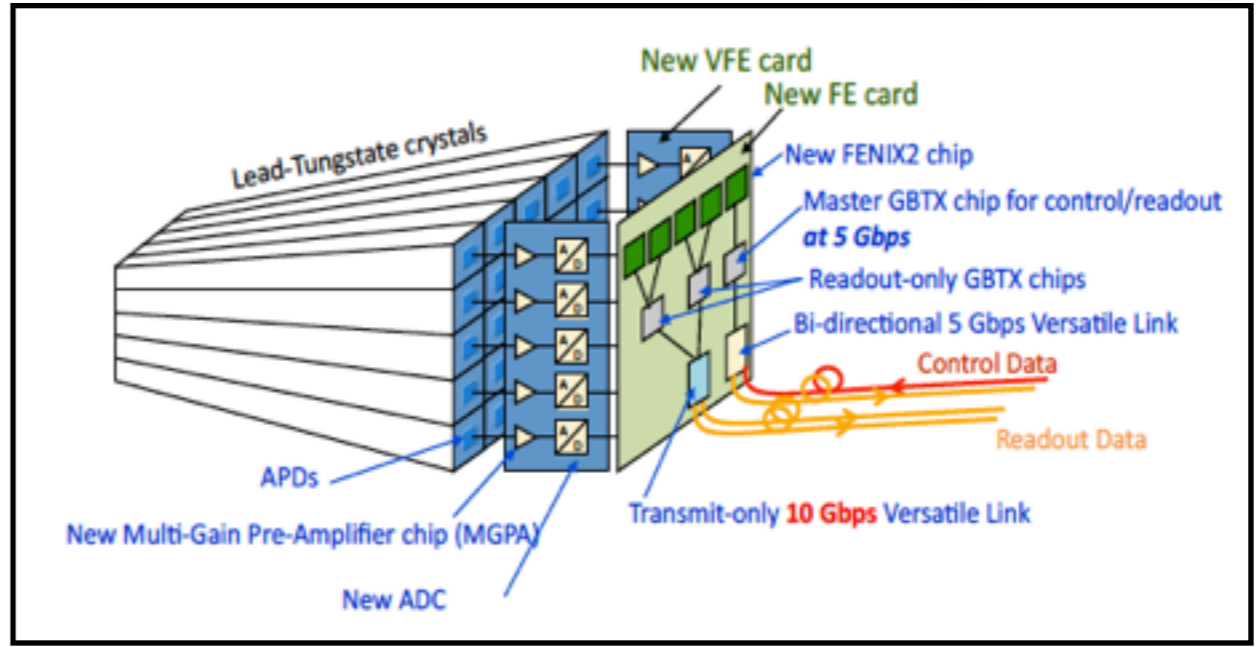 New VFE card
New FE card
Lead-Tungstate crystals
New FENIX2 chip
A
Master GBTX chip for control/readout
at 5 Gbps
A/D
Readout-only GBTX chips
A/D
Bi-directional 5 Gbps Versatile Link
A/D
Control Data
A/D
A/D
Readout Data
APDs
Transmit-only 10 Gbps Versatile Link
New Multi-Gain Pre-Amplifier chip (MGPA)
New ADC